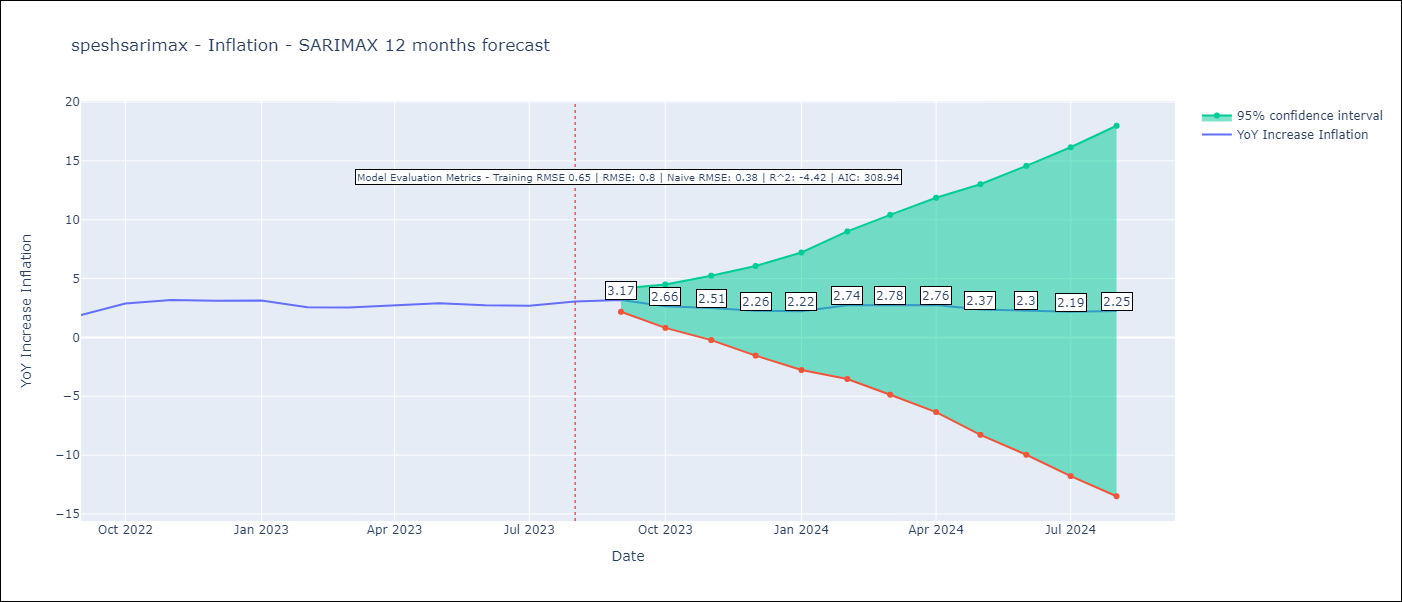 speshsarimax - Inflation - SARIMAX 12 months forecast
95% confidence interval
YoY Increase Inflation
Model Evaluation Metrics - Training RMSE 0.65 | RMSE: 0.8 | Naive RMSE: 0.38 | R^2: -4.42 | AIC: 308.94
YoY Increase Inflation
20
15
10
5
0
−5
−10
−15
3.17
2.66
2.51
2.26
2.22
2.74
2.78
2.76
2.37
2.3
2.19
2.25
Oct 2022
Jan 2023
Apr 2023
Jul 2023
Oct 2023
Jan 2024
Apr 2024
Jul 2024
Date